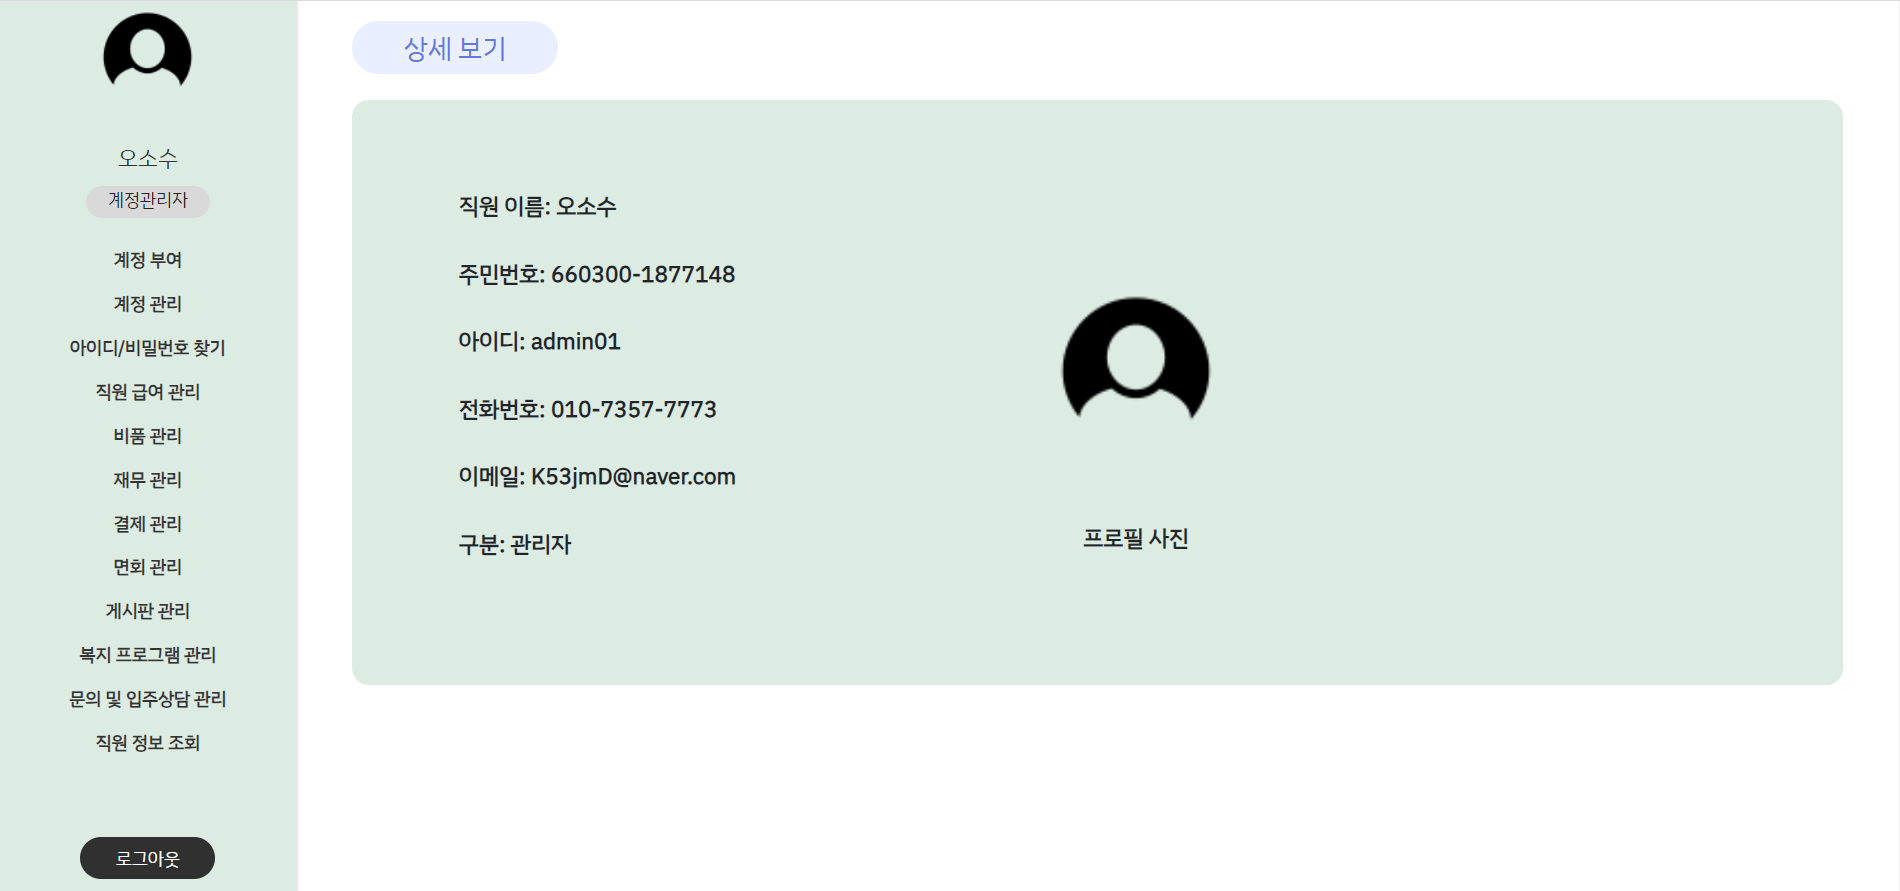 오소수
계정관리자
계정 부여
계정 관리
아이디/비밀번호 찾기
직원 급여 관리
비품 관리
재무 관리
결제 관리
면회 관리
게시판 관리
복지 프로그램 관리
문의 및 입주상담 관리
직원 정보 조회
로그아웃
상세 보기
직원 이름: 오소수
주민번호: 660300-1877148
아이디: admin01
전화번호: 010-7357-7773
이메일: K53jmD@naver.com
구분: 관리자
프로필 사진